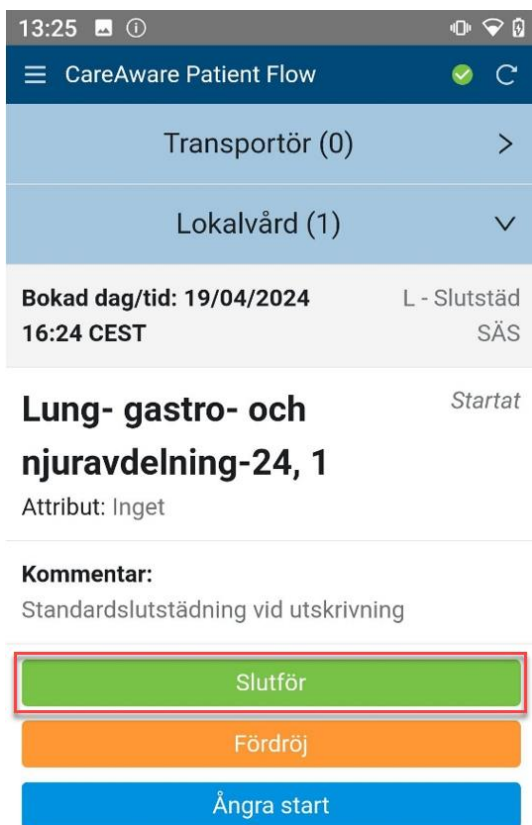 13:25
CareAware Patient Flow
Transportör (0)
Lokalvård (1)
Bokad dag/tid: 19/04/2024 L - Slutstäd
16:24 CEST SÄS
Lung- gastro- och Startat
njuravdelning-24, 1
Attribut: Inget
Kommentar:
Standardslutstädning vid utskrivning
Slutför
Fördröj
Ångra start